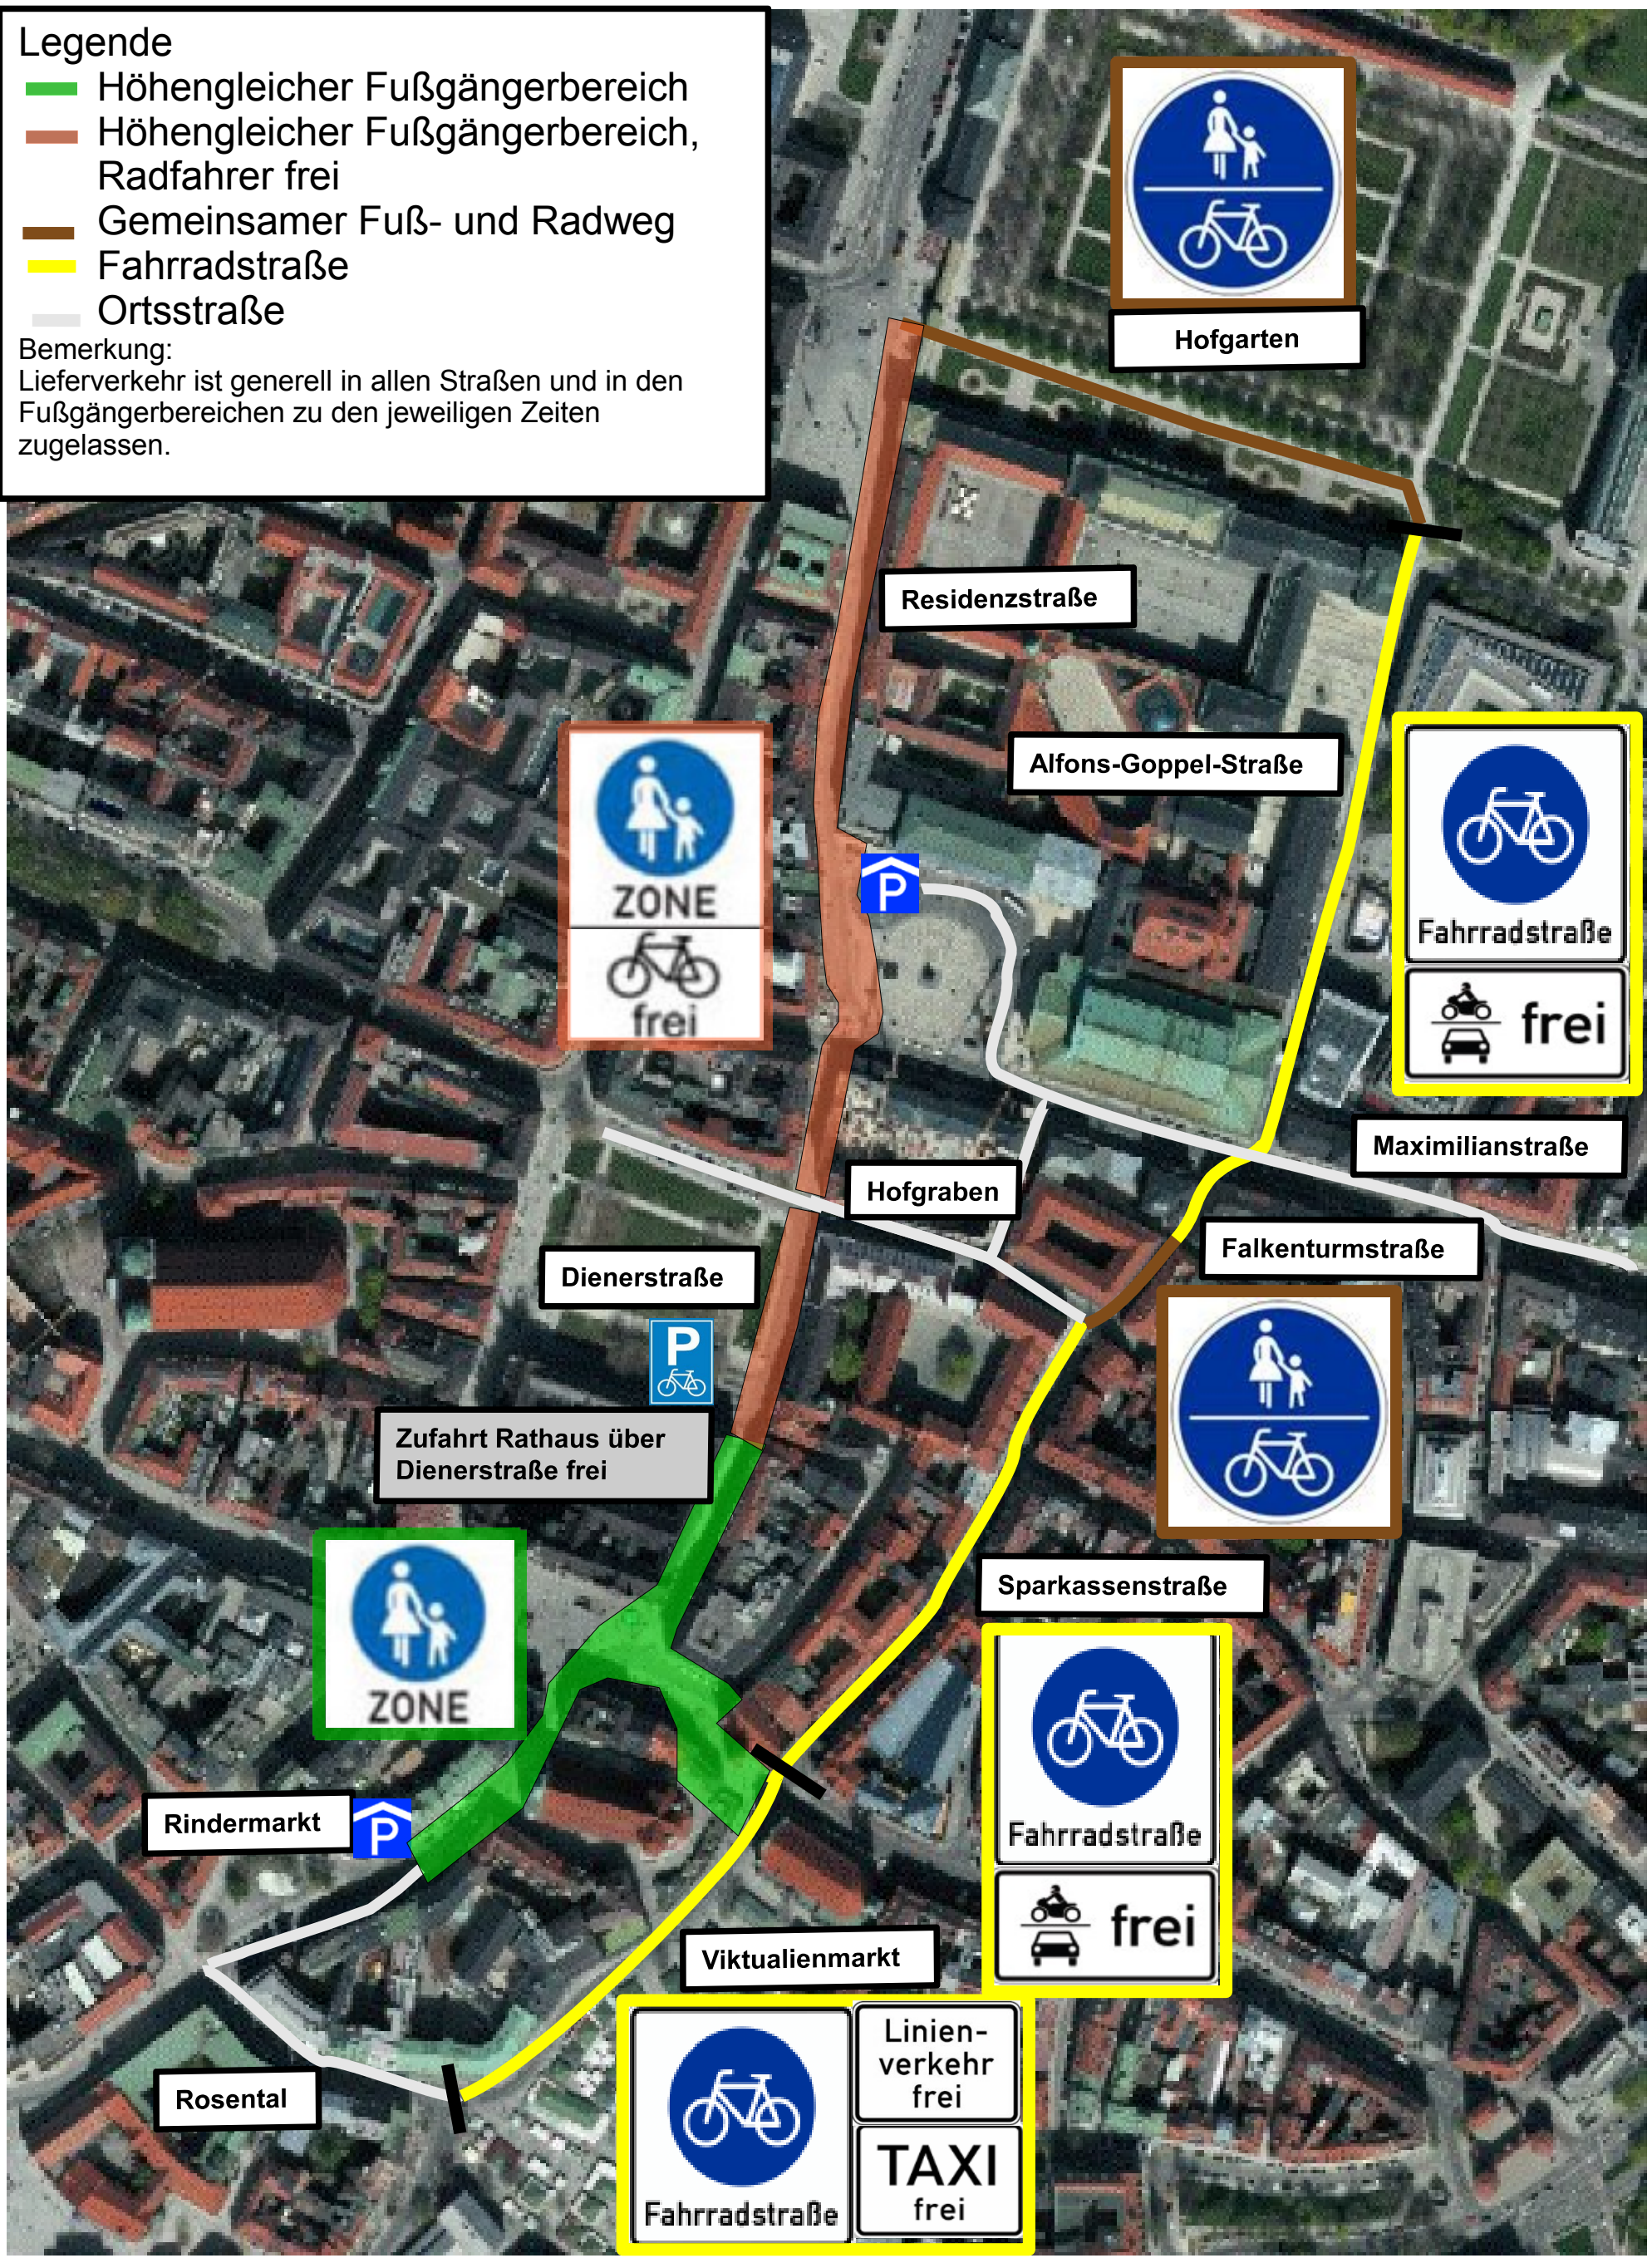 Legende
Höhengleicher Fußgängerbereich
Höhengleicher Fußgängerbereich,
Radfahrer frei
Gemeinsamer Fuß- und Radweg
Fahrradstraße
Ortsstraße
Bemerkung:
Lieferverkehr ist generell in allen Straßen und in den
Fußgängerbereichen zu den jeweiligen Zeiten
zugelassen.
Hofgarten
Residenzstraße
Alfons-Goppel-Straße
ZONE
frei
P
Fahrradstraße
frei
Maximilianstraße
Hofgraben
Falkenturmstraße
Dienerstraße
P
Zufahrt Rathaus über
Dienerstraße frei
ZONE
Sparkassenstraße
Fahrradstraße
frei
Rindermarkt
P
Viktualienmarkt
Rosental
Fahrradstraße
Linien-
verkehr
frei
TAXI
frei